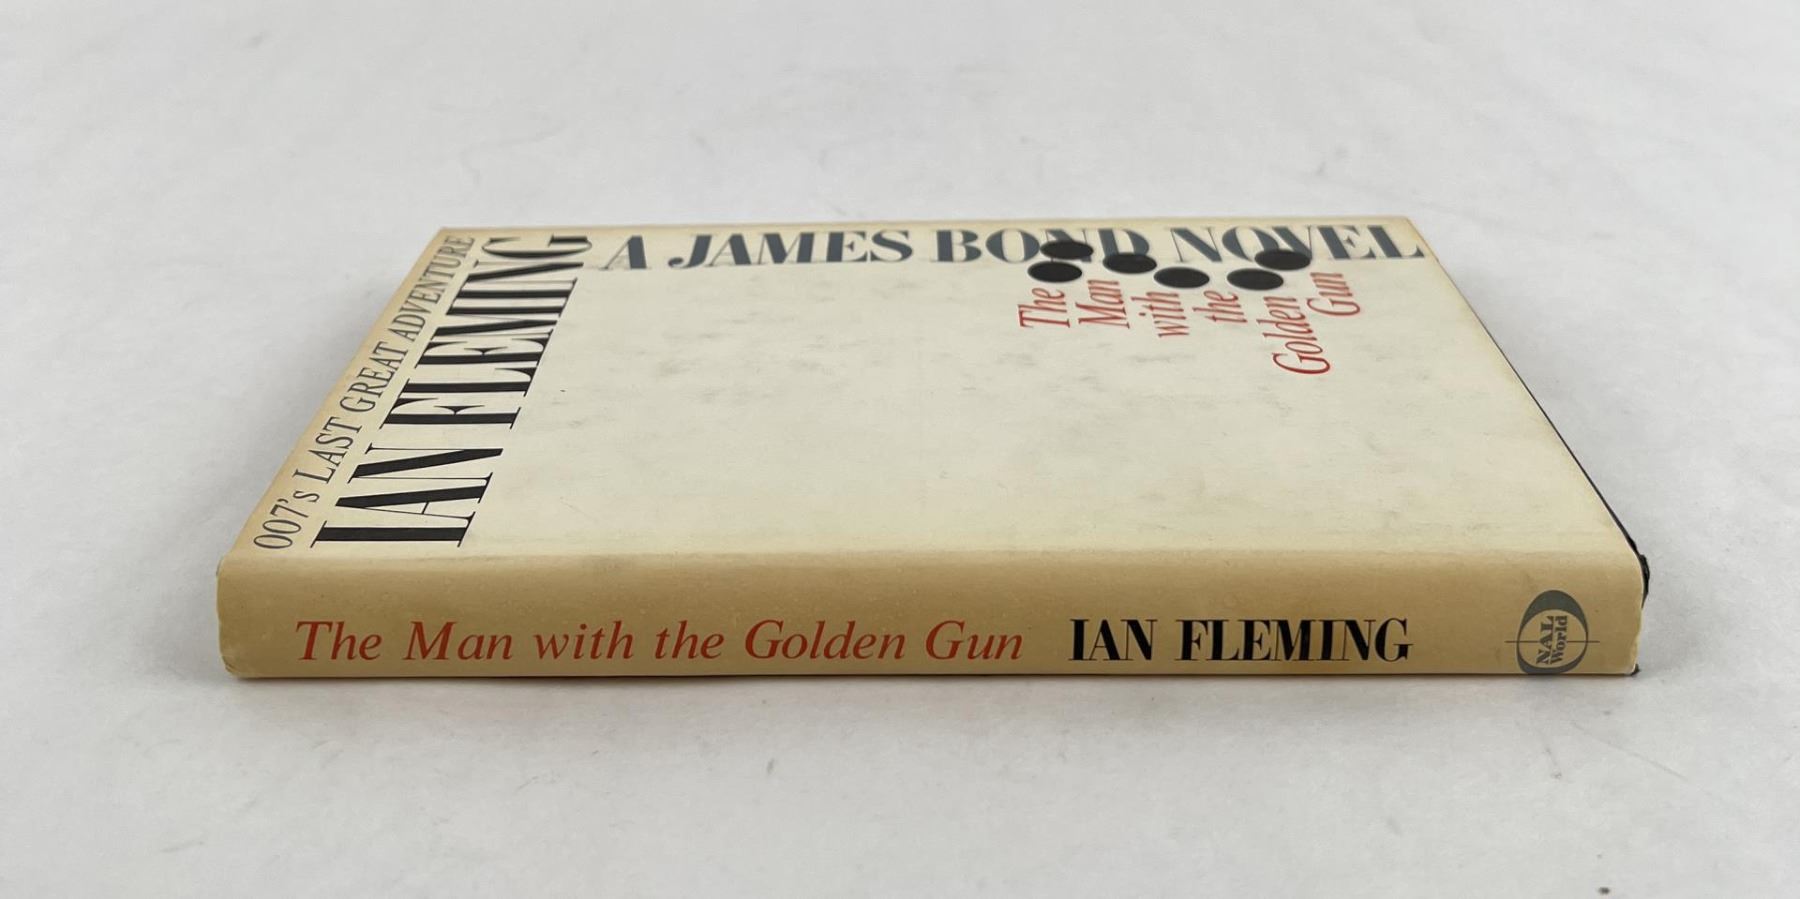 007's LAST GREAT ADVENTURE
IAN FLEMING
A JAMES BOND NOVEL
The
Man
with
the
Golden
Gun
The Man with the Golden Gun IAN FLEMING
NAL
World